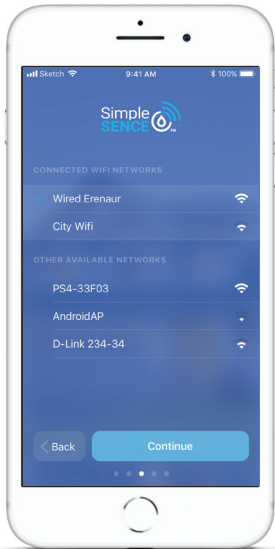 Sketch
9:41 AM
100%
Simple
SENCE
TM
CONNECTED WIFI NETWORKS
Wired Erenaur
City Wifi
OTHER AVAILABLE NETWORKS
PS4-33F03
AndroidAP
D-Link 234-34
Back
Continue